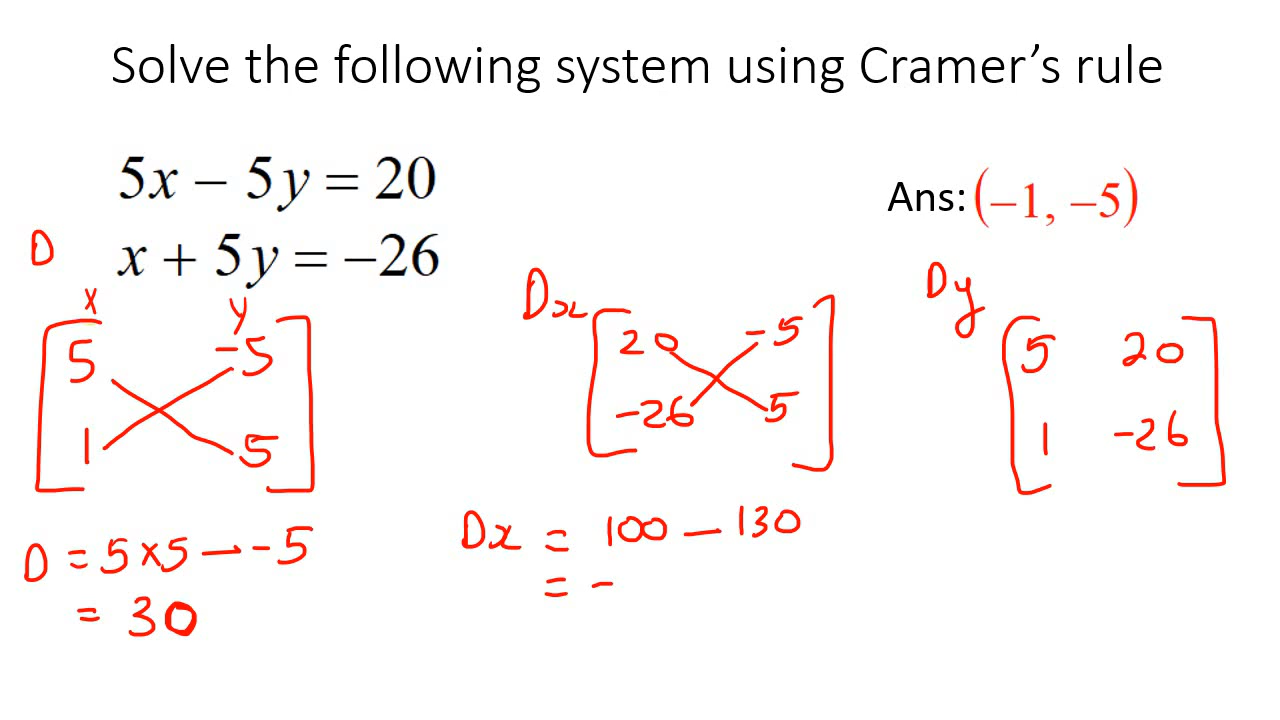 Solve the following system using Cramer's rule
5x − 5y = 20
x + 5y = −26
Ans: (−1, −5)
D
x y
5 -5
1 5
D = 5×5 — -5
= 30
Dx
20 -5
-26 5
Dx = 100 — 130
= -
Dy
5 20
1 -26